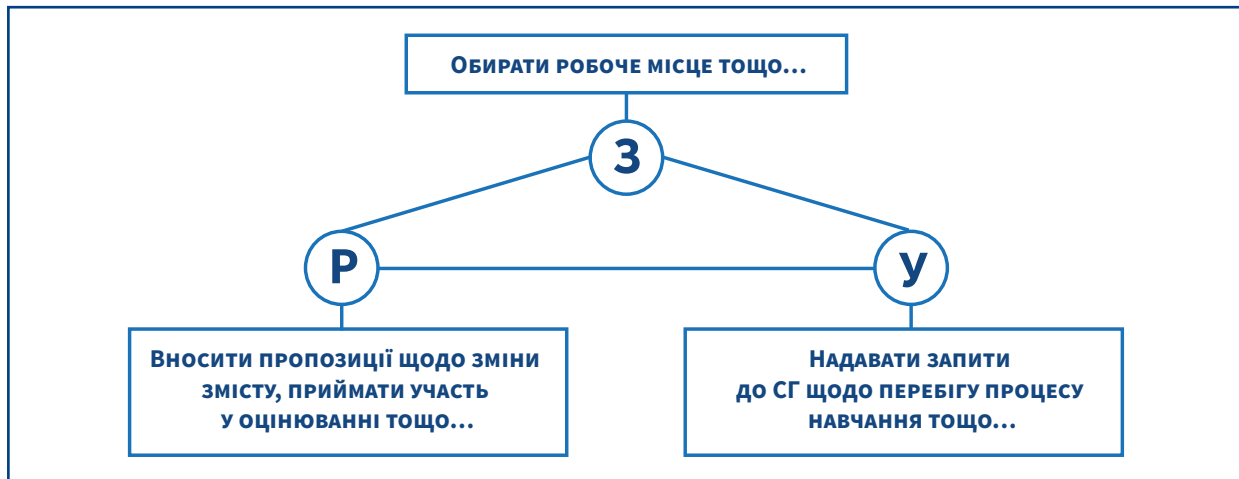 Обирати робоче місце тощо...
З
Р
У
Вносити пропозиції щодо зміни
змісту, приймати участь
у оцінюванні тощо...
Надавати запити
до СГ щодо перебігу процесу
навчання тощо...